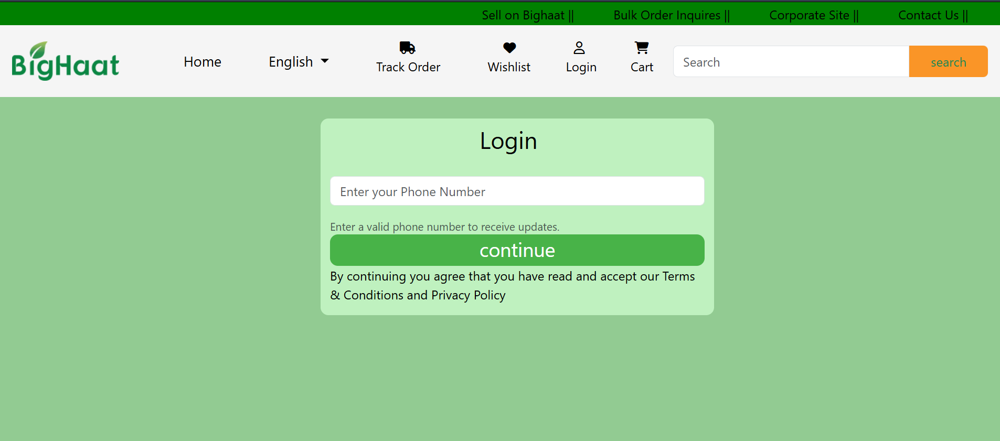 Sell on Bighaat || Bulk Order Inquires || Corporate Site || Contact Us ||
BigHaat Home English Track Order Wishlist Login Cart Search search
Login
Enter your Phone Number
Enter a valid phone number to receive updates.
continue
By continuing you agree that you have read and accept our Terms
& Conditions and Privacy Policy